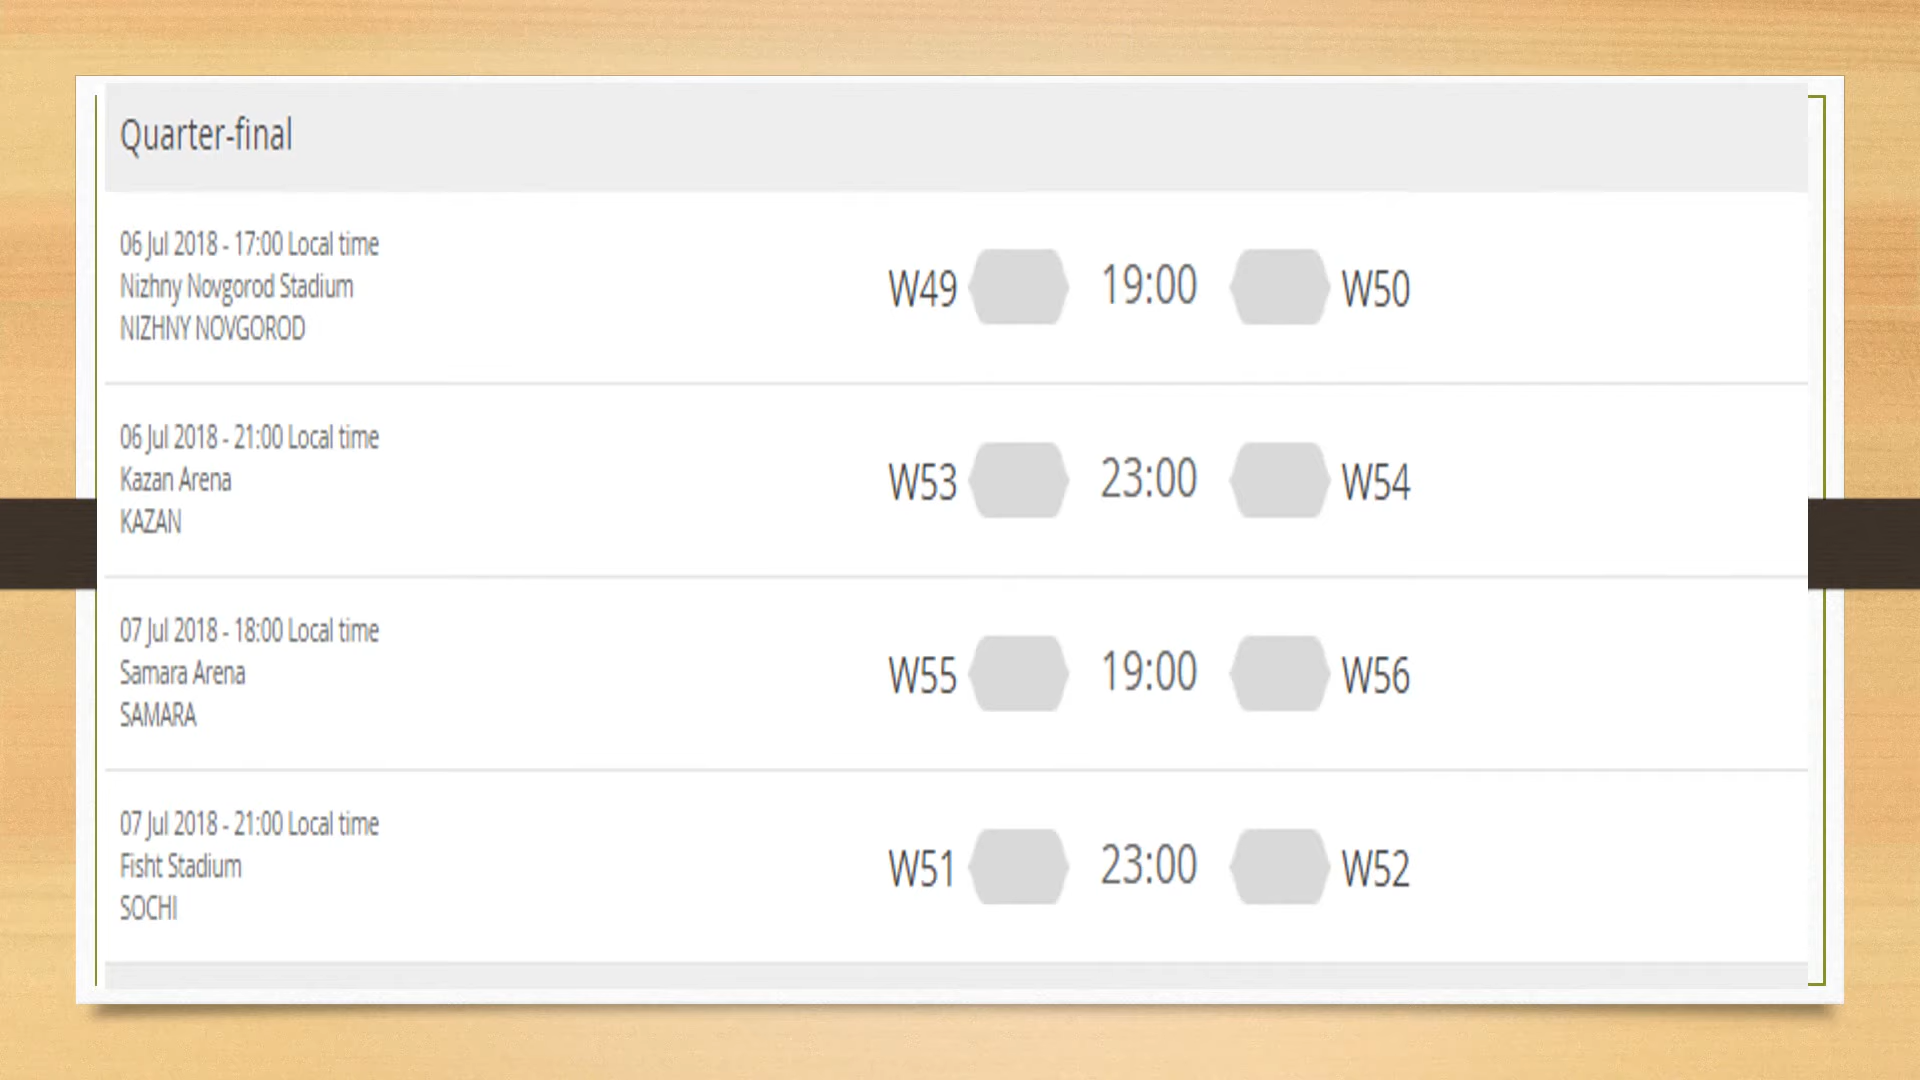 Quarter-final
06 Jul 2018 - 17:00 Local time
Nizhny Novgorod Stadium
NIZHNY NOVGOROD
W49 19:00 W50
06 Jul 2018 - 21:00 Local time
Kazan Arena
KAZAN
W53 23:00 W54
07 Jul 2018 - 18:00 Local time
Samara Arena
SAMARA
W55 19:00 W56
07 Jul 2018 - 21:00 Local time
Fisht Stadium
SOCHI
W51 23:00 W52